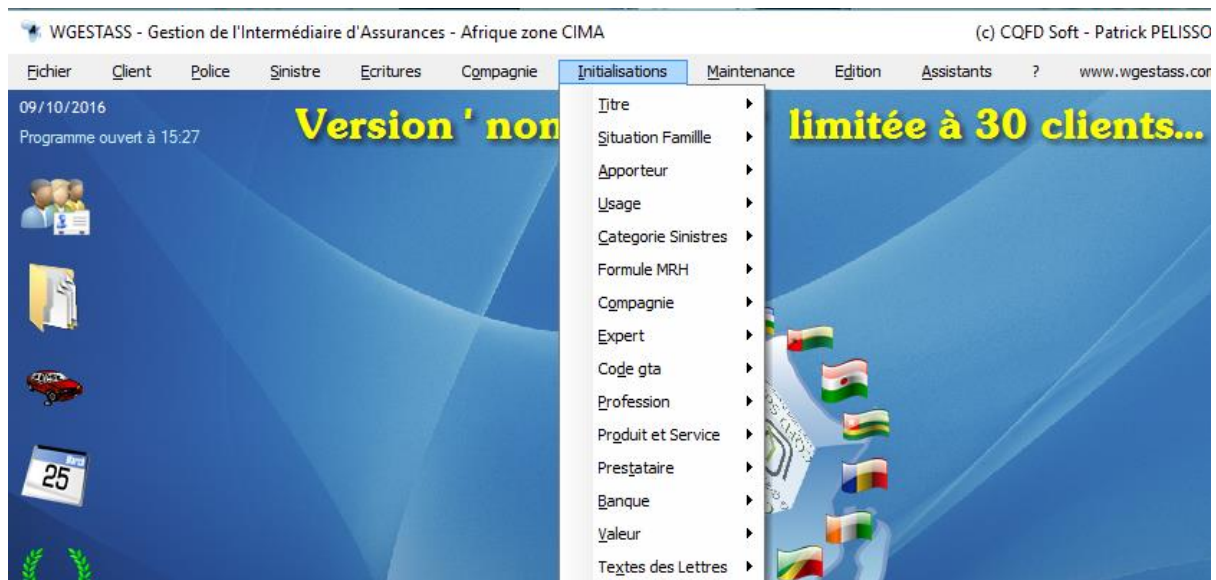 WGESTASS - Gestion de l'Intermédiaire d'Assurances - Afrique zone CIMA (c) CQFD Soft - Patrick PELISSO
Fichier Client Police Sinistre Ecritures Compagnie Initialisations Maintenance Edition Assistants ? www.wgestass.com
09/10/2016
Programme ouvert à 15:27
Version ' non limitée à 30 clients...
Titre
Situation Famillle
Apporteur
Usage
Categorie Sinistres
Formule MRH
Compagnie
Expert
Code gta
Profession
Produit et Service
Prestataire
Banque
Valeur
Textes des Lettres
March
25